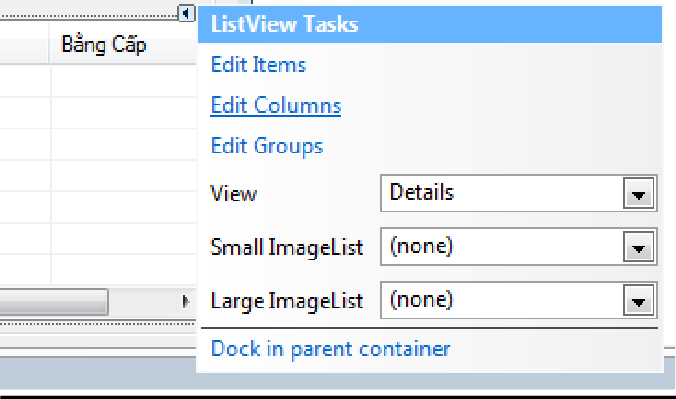 ListView Tasks
Bằng Cấp
Edit Items
Edit Columns
Edit Groups
View Details
Small ImageList (none)
Large ImageList (none)
Dock in parent container